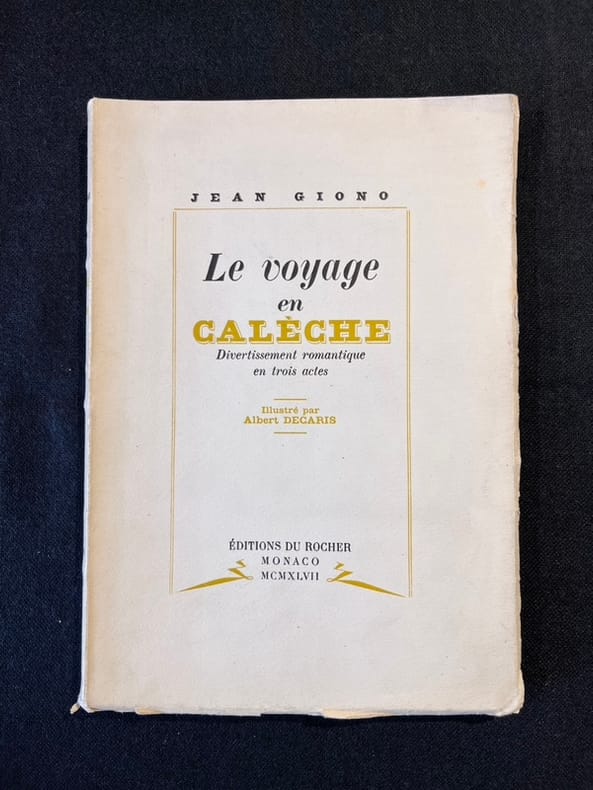 JEAN GIONO
Le voyage
en
CALÈCHE
Divertissement romantique
en trois actes
Illustré par
Albert DECARIS
ÉDITIONS DU ROCHER
MONACO
MCMXLVII